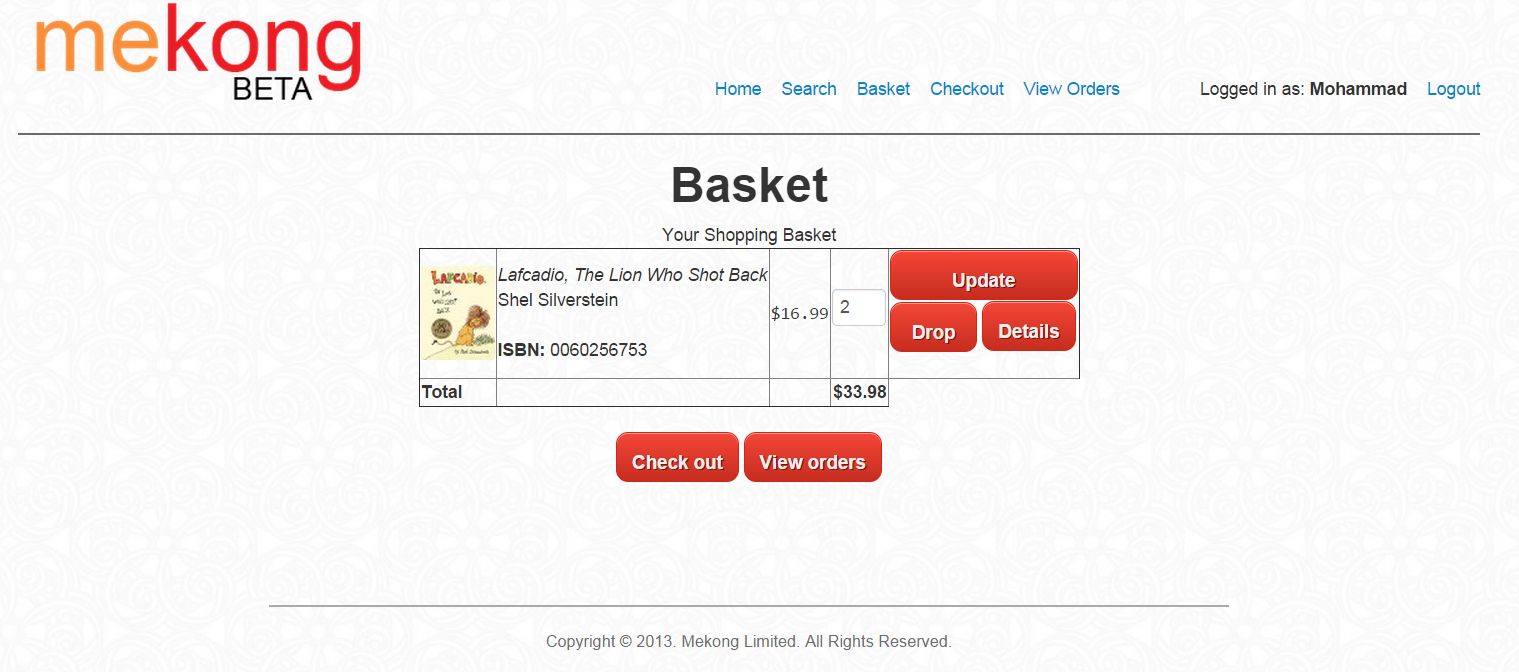 mekong
BETA
Home Search Basket Checkout View Orders Logged in as: Mohammad Logout
Basket
Your Shopping Basket
LAFCADIO,
Lafcadio, The Lion Who Shot Back
Shel Silverstein
ISBN: 0060256753
$16.99
2
Update
Drop Details
Total $33.98
Check out View orders
Copyright © 2013. Mekong Limited. All Rights Reserved.